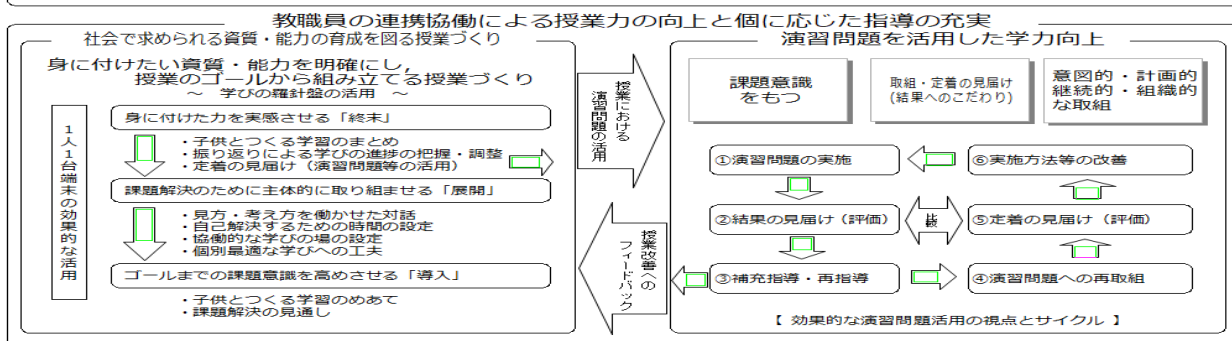 教職員の連携協働による授業力の向上と個に応じた指導の充実
社会で求められる資質・能力の育成を図る授業づくり
身に付けたい資質・能力を明確にし,
授業のゴールから組み立てる授業づくり
～ 学びの羅針盤の活用 ～
1人1台端末の効果的な活用
身に付けた力を実感させる「終末」
・子供とつくる学習のまとめ
・振り返りによる学びの進捗の把握・調整
・定着の見届け（演習問題等の活用）
課題解決のために主体的に取り組ませる「展開」
・見方・考え方を働かせた対話
・自己解決するための時間の設定
・協働的な学びの場の設定
・個別最適な学びへの工夫
ゴールまでの課題意識を高めさせる「導入」
・子供とつくる学習のめあて
・課題解決の見通し
授業における
演習問題の活用
授業改善への
フィードバック
演習問題を活用した学力向上
課題意識
をもつ
取組・定着の見届け
(結果へのこだわり)
意図的・計画的
継続的・組織的
な取組
①演習問題の実施
⑥実施方法等の改善
②結果の見届け（評価）
比較
⑤定着の見届け（評価）
③補充指導・再指導
④演習問題への再取組
【 効果的な演習問題活用の視点とサイクル 】